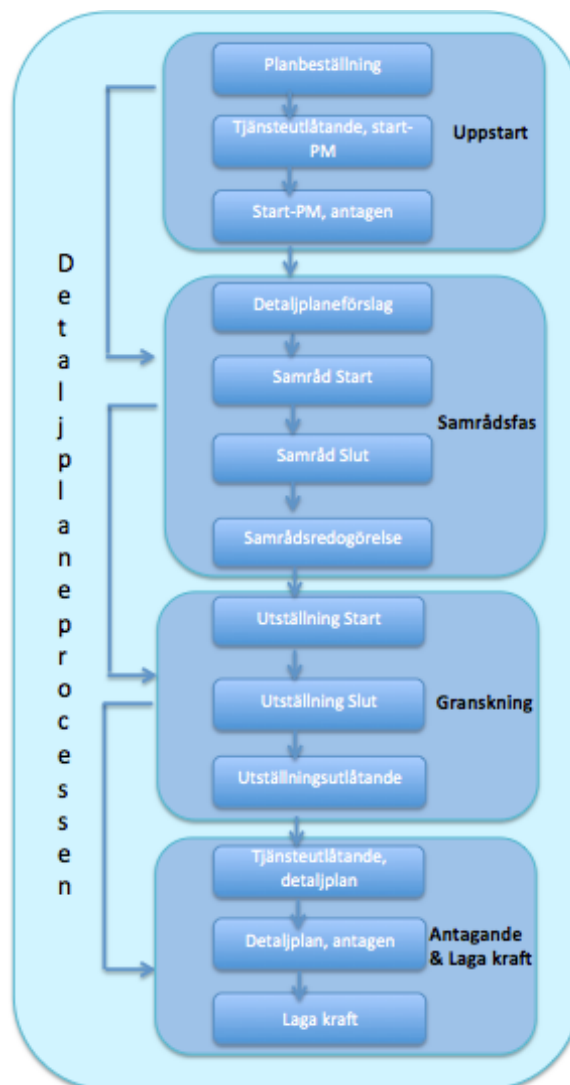 Planbeställning
Tjänsteutlåtande, start-
PM
Start-PM, antagen
Uppstart
Detaljplaneförslag
Samråd Start
Samråd Slut
Samrådsredogörelse
Samrådsfas
Utställning Start
Utställning Slut
Utställningsutlåtande
Granskning
Tjänsteutlåtande,
detaljplan
Detaljplan, antagen
Laga kraft
Antagande
& Laga kraft
Detaljplaneprocessen